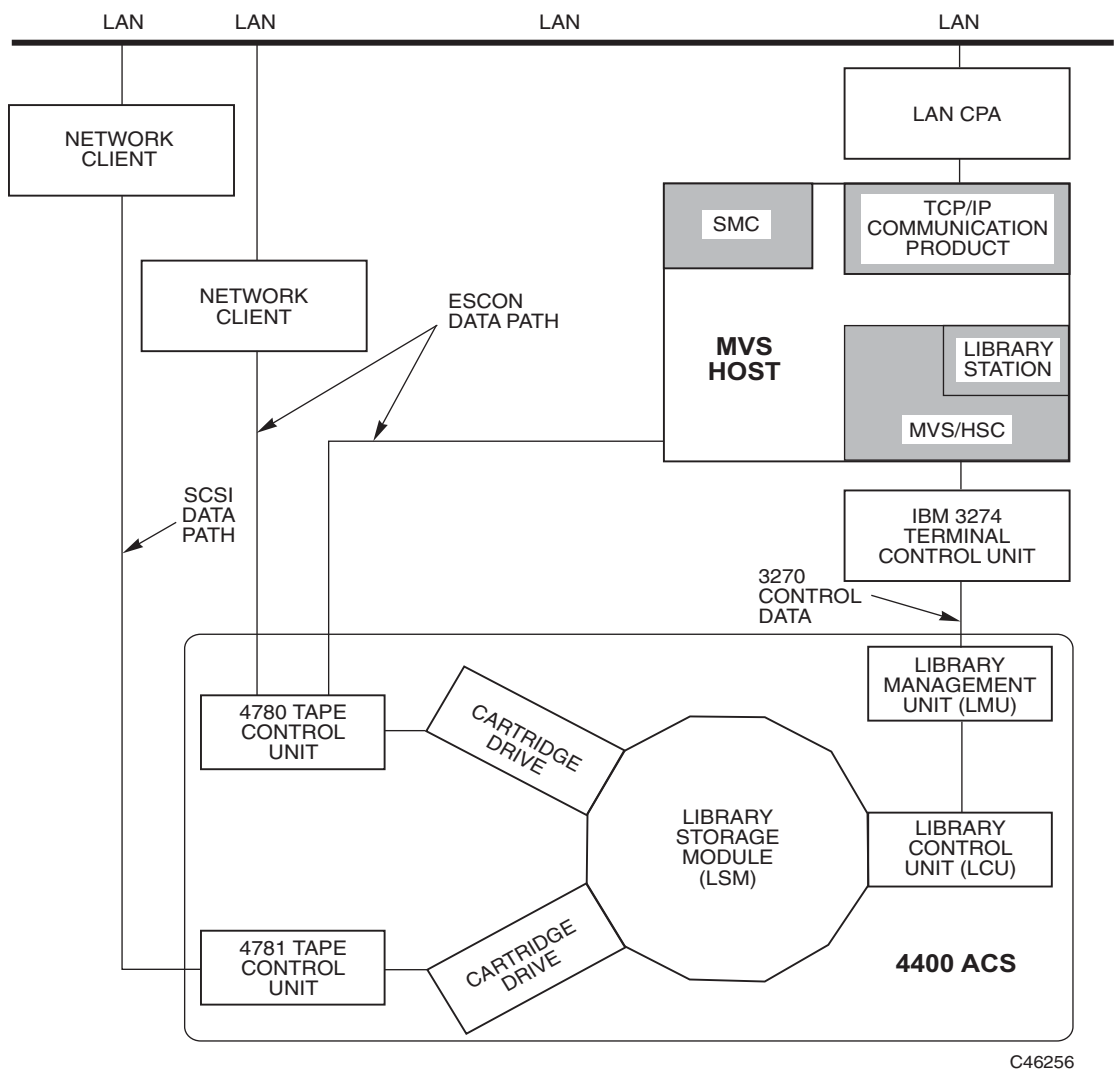 LAN
LAN
LAN
LAN
NETWORK
CLIENT
LAN CPA
SMC
TCP/IP
COMMUNICATION
PRODUCT
NETWORK
CLIENT
ESCON
DATA PATH
MVS
HOST
LIBRARY
STATION
MVS/HSC
SCSI
DATA
PATH
IBM 3274
TERMINAL
CONTROL UNIT
3270
CONTROL
DATA
LIBRARY
MANAGEMENT
UNIT (LMU)
4780 TAPE
CONTROL
UNIT
CARTRIDGE
DRIVE
LIBRARY
STORAGE
MODULE
(LSM)
LIBRARY
CONTROL
UNIT (LCU)
4781 TAPE
CONTROL
UNIT
CARTRIDGE
DRIVE
4400 ACS
C46256